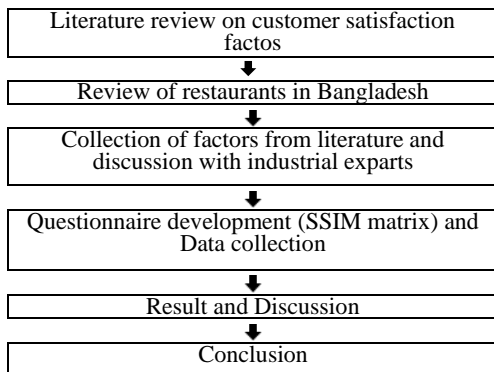 Literature review on customer satisfaction
factos
Review of restaurants in Bangladesh
Collection of factors from literature and
discussion with industrial exparts
Questionnaire development (SSIM matrix) and
Data collection
Result and Discussion
Conclusion